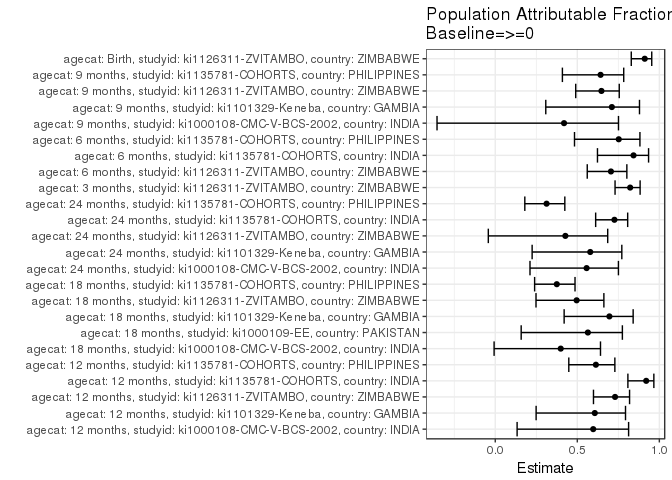 Population Attributable Fraction
Baseline=>=0
agecat: Birth, studyid: ki1126311-ZVITAMBO, country: ZIMBABWE
agecat: 9 months, studyid: ki1135781-COHORTS, country: PHILIPPINES
agecat: 9 months, studyid: ki1126311-ZVITAMBO, country: ZIMBABWE
agecat: 9 months, studyid: ki1101329-Keneba, country: GAMBIA
agecat: 9 months, studyid: ki1000108-CMC-V-BCS-2002, country: INDIA
agecat: 6 months, studyid: ki1135781-COHORTS, country: PHILIPPINES
agecat: 6 months, studyid: ki1135781-COHORTS, country: INDIA
agecat: 6 months, studyid: ki1126311-ZVITAMBO, country: ZIMBABWE
agecat: 3 months, studyid: ki1126311-ZVITAMBO, country: ZIMBABWE
agecat: 24 months, studyid: ki1135781-COHORTS, country: PHILIPPINES
agecat: 24 months, studyid: ki1135781-COHORTS, country: INDIA
agecat: 24 months, studyid: ki1126311-ZVITAMBO, country: ZIMBABWE
agecat: 24 months, studyid: ki1101329-Keneba, country: GAMBIA
agecat: 24 months, studyid: ki1000108-CMC-V-BCS-2002, country: INDIA
agecat: 18 months, studyid: ki1135781-COHORTS, country: PHILIPPINES
agecat: 18 months, studyid: ki1126311-ZVITAMBO, country: ZIMBABWE
agecat: 18 months, studyid: ki1101329-Keneba, country: GAMBIA
agecat: 18 months, studyid: ki1000109-EE, country: PAKISTAN
agecat: 18 months, studyid: ki1000108-CMC-V-BCS-2002, country: INDIA
agecat: 12 months, studyid: ki1135781-COHORTS, country: PHILIPPINES
agecat: 12 months, studyid: ki1135781-COHORTS, country: INDIA
agecat: 12 months, studyid: ki1126311-ZVITAMBO, country: ZIMBABWE
agecat: 12 months, studyid: ki1101329-Keneba, country: GAMBIA
agecat: 12 months, studyid: ki1000108-CMC-V-BCS-2002, country: INDIA
0.0 0.5 1.0
Estimate